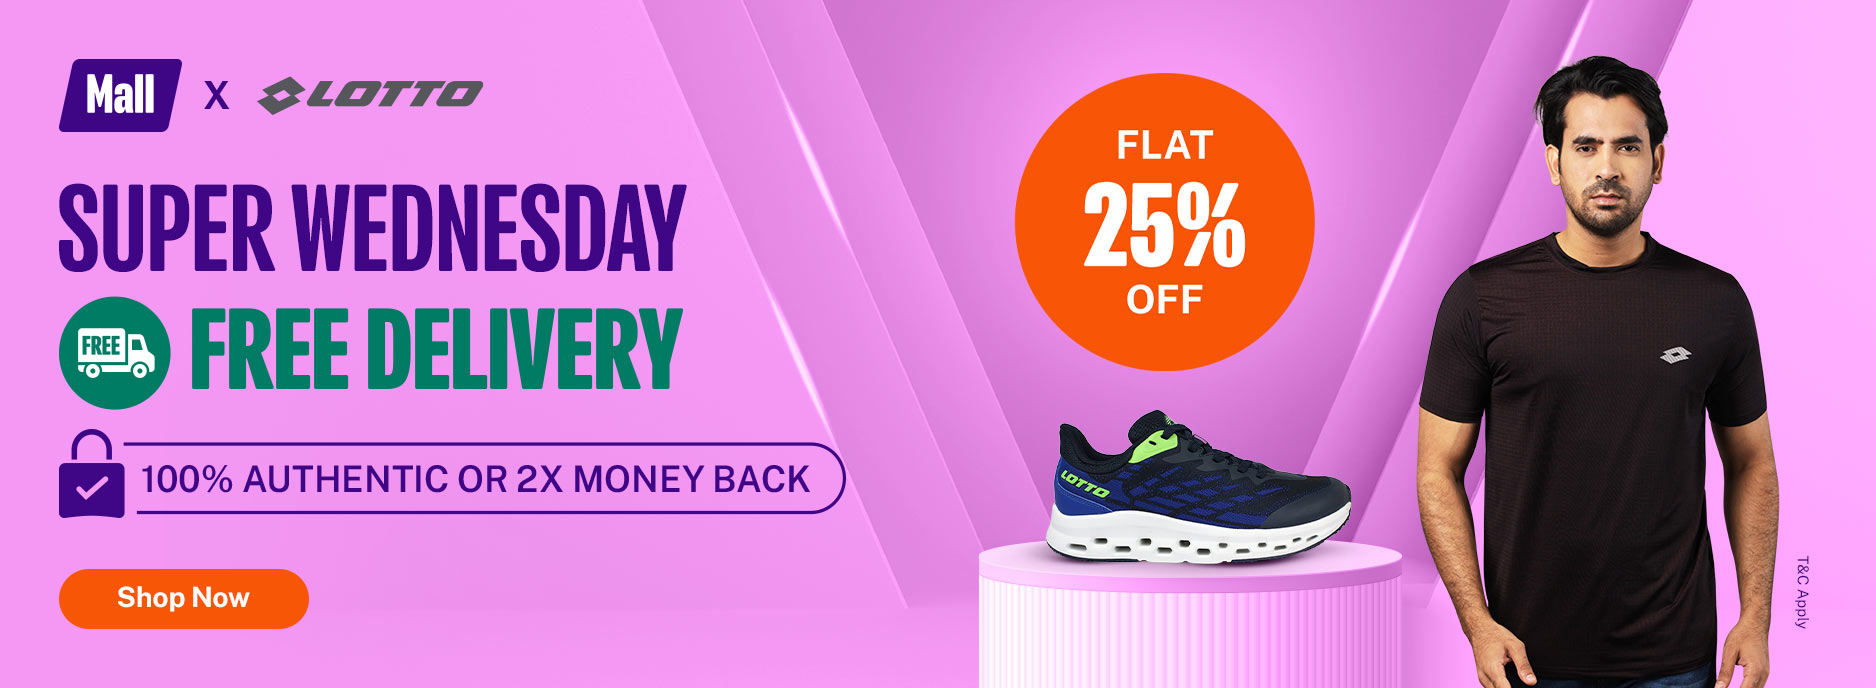 Mall X LOTTO
SUPER WEDNESDAY
FREE FREE DELIVERY
100% AUTHENTIC OR 2X MONEY BACK
Shop Now
FLAT
25%
OFF
LOTTO
T&C Apply